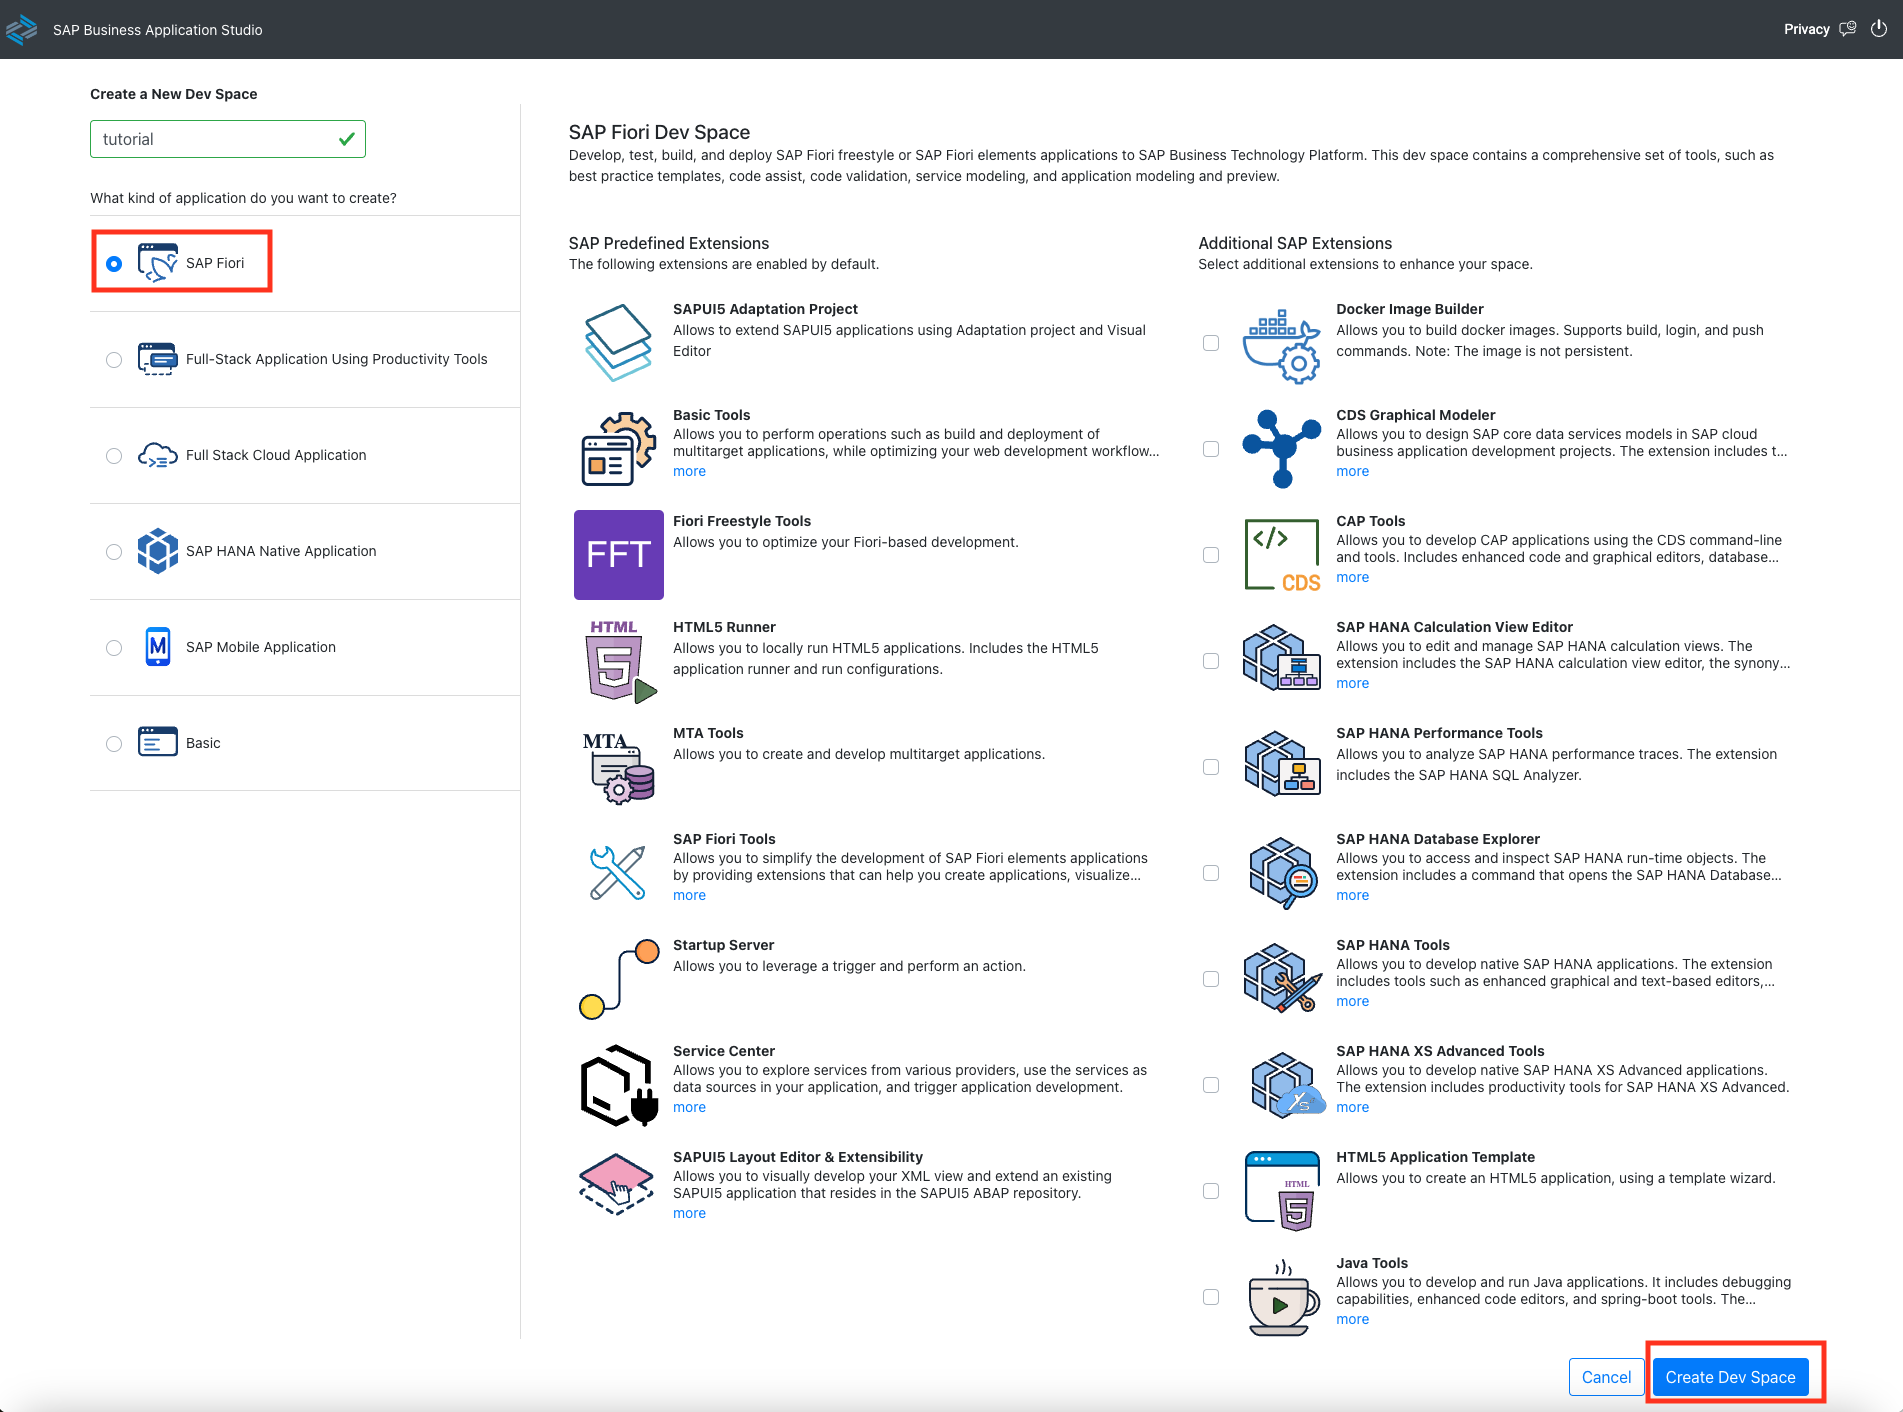 SAP Business Application Studio
Privacy
Create a New Dev Space
tutorial
What kind of application do you want to create?
SAP Fiori
Full-Stack Application Using Productivity Tools
Full Stack Cloud Application
SAP HANA Native Application
M
SAP Mobile Application
Basic
SAP Fiori Dev Space
Develop, test, build, and deploy SAP Fiori freestyle or SAP Fiori elements applications to SAP Business Technology Platform. This dev space contains a comprehensive set of tools, such as
best practice templates, code assist, code validation, service modeling, and application modeling and preview.
SAP Predefined Extensions
The following extensions are enabled by default.
SAPUI5 Adaptation Project
Allows to extend SAPUI5 applications using Adaptation project and Visual
Editor
Basic Tools
Allows you to perform operations such as build and deployment of
multitarget applications, while optimizing your web development workflow...
more
FFT
Fiori Freestyle Tools
Allows you to optimize your Fiori-based development.
HTML
5
HTML5 Runner
Allows you to locally run HTML5 applications. Includes the HTML5
application runner and run configurations.
MTA
MTA Tools
Allows you to create and develop multitarget applications.
SAP Fiori Tools
Allows you to simplify the development of SAP Fiori elements applications
by providing extensions that can help you create applications, visualize...
more
Startup Server
Allows you to leverage a trigger and perform an action.
Service Center
Allows you to explore services from various providers, use the services as
data sources in your application, and trigger application development.
more
SAPUI5 Layout Editor & Extensibility
Allows you to visually develop your XML view and extend an existing
SAPUI5 application that resides in the SAPUI5 ABAP repository.
more
Additional SAP Extensions
Select additional extensions to enhance your space.
Docker Image Builder
Allows you to build docker images. Supports build, login, and push
commands. Note: The image is not persistent.
CDS Graphical Modeler
Allows you to design SAP core data services models in SAP cloud
business application development projects. The extension includes t...
more
</>
CDS
CAP Tools
Allows you to develop CAP applications using the CDS command-line
and tools. Includes enhanced code and graphical editors, database...
more
SAP HANA Calculation View Editor
Allows you to edit and manage SAP HANA calculation views. The
extension includes the SAP HANA calculation view editor, the synony...
more
SAP HANA Performance Tools
Allows you to analyze SAP HANA performance traces. The extension
includes the SAP HANA SQL Analyzer.
SAP HANA Database Explorer
Allows you to access and inspect SAP HANA run-time objects. The
extension includes a command that opens the SAP HANA Database...
more
SAP HANA Tools
Allows you to develop native SAP HANA applications. The extension
includes tools such as enhanced graphical and text-based editors,...
more
XS
SAP HANA XS Advanced Tools
Allows you to develop native SAP HANA XS Advanced applications.
The extension includes productivity tools for SAP HANA XS Advanced.
more
HTML
5
HTML5 Application Template
Allows you to create an HTML5 application, using a template wizard.
Java Tools
Allows you to develop and run Java applications. It includes debugging
capabilities, enhanced code editors, and spring-boot tools. The...
more
Cancel
Create Dev Space